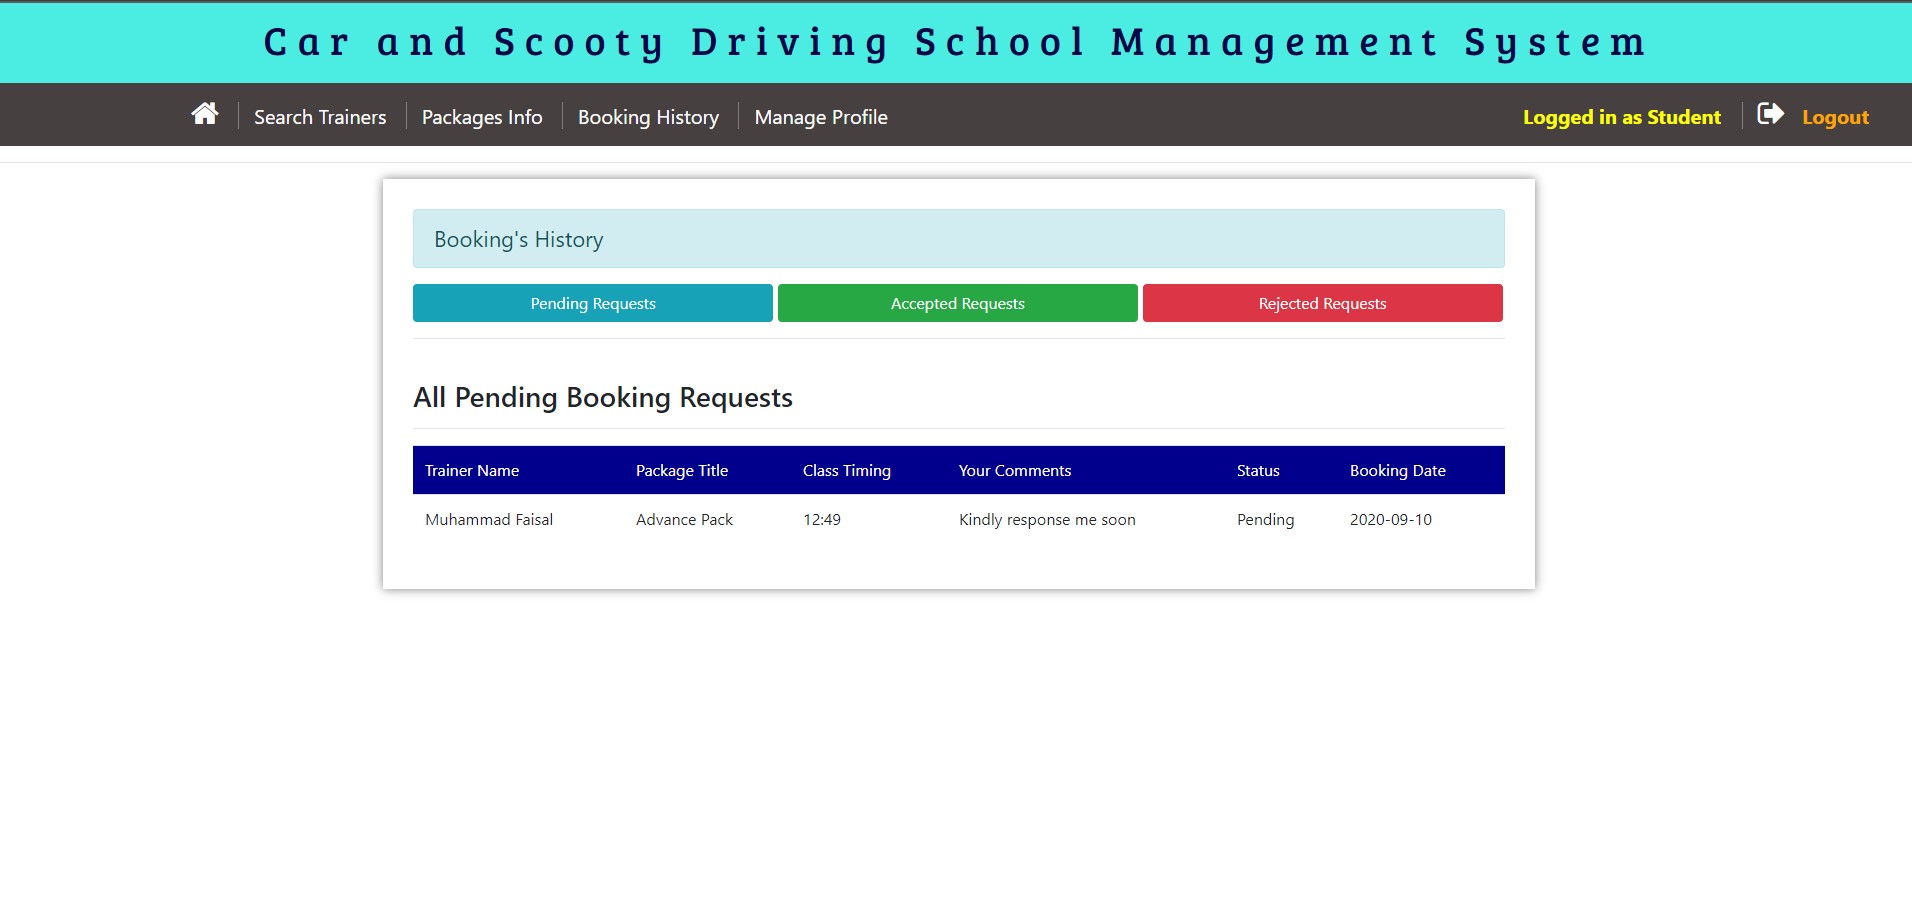 Car and Scooty Driving School Management System
Search Trainers Packages Info Booking History Manage Profile Logged in as Student Logout
Booking's History
Pending Requests Accepted Requests Rejected Requests
All Pending Booking Requests
Trainer Name Package Title Class Timing Your Comments Status Booking Date
Muhammad Faisal Advance Pack 12:49 Kindly response me soon Pending 2020-09-10